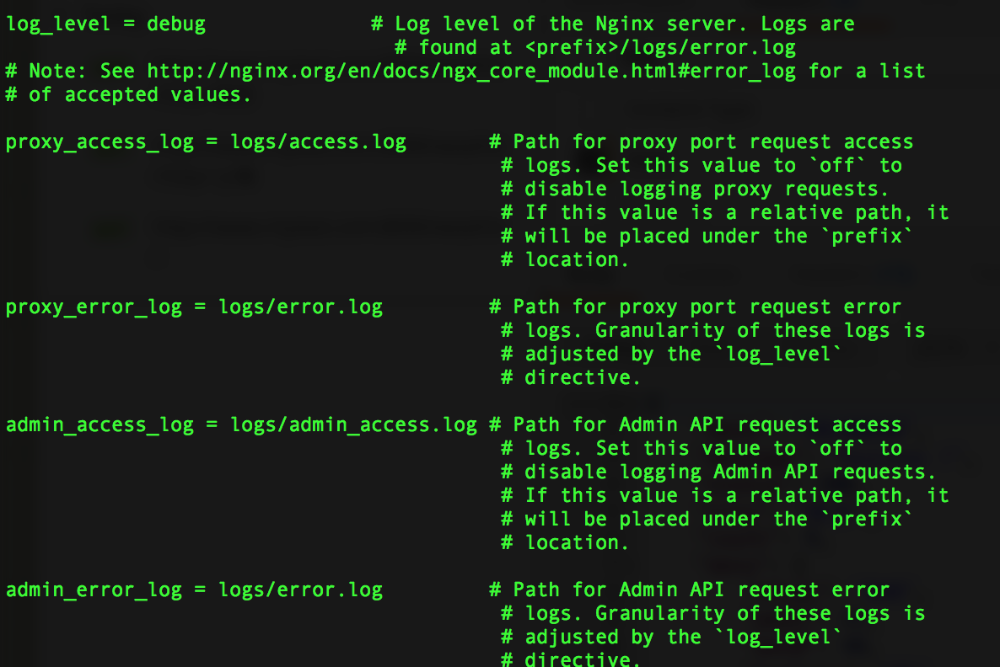 log_level = debug              # Log level of the Nginx server. Logs are
                                 # found at <prefix>/logs/error.log
# Note: See http://nginx.org/en/docs/ngx_core_module.html#error_log for a list
# of accepted values.

proxy_access_log = logs/access.log       # Path for proxy port request access
                                          # logs. Set this value to `off` to
                                          # disable logging proxy requests.
                                          # If this value is a relative path, it
                                          # will be placed under the `prefix`
                                          # location.

proxy_error_log = logs/error.log         # Path for proxy port request error
                                          # logs. Granularity of these logs is
                                          # adjusted by the `log_level`
                                          # directive.

admin_access_log = logs/admin_access.log # Path for Admin API request access
                                          # logs. Set this value to `off` to
                                          # disable logging Admin API requests.
                                          # If this value is a relative path, it
                                          # will be placed under the `prefix`
                                          # location.

admin_error_log = logs/error.log         # Path for Admin API request error
                                          # logs. Granularity of these logs is
                                          # adjusted by the `log_level`
                                          # directive.